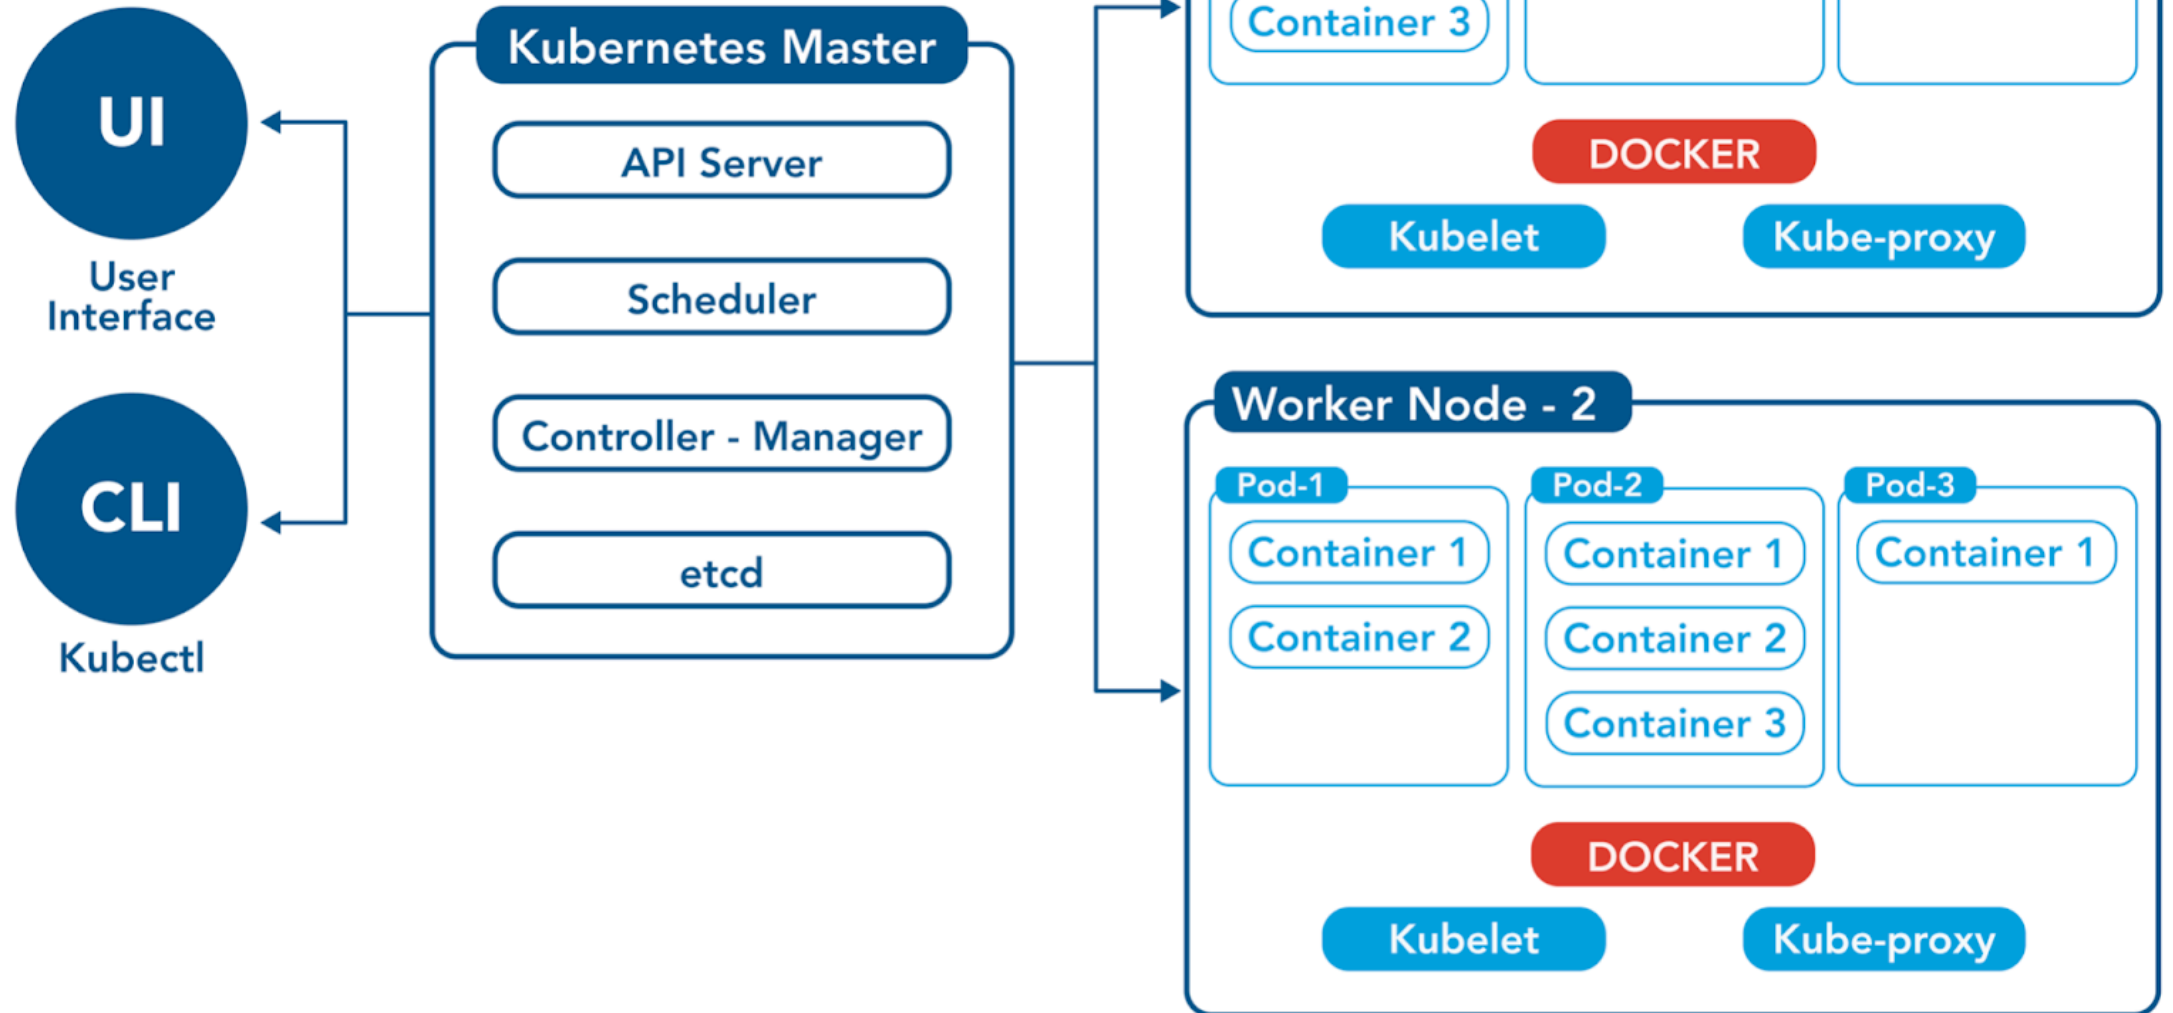 UI
User
Interface
CLI
Kubectl
Kubernetes Master
API Server
Scheduler
Controller - Manager
etcd
Container 3
DOCKER
Kubelet
Kube-proxy
Worker Node - 2
Pod-1
Container 1
Container 2
Pod-2
Container 1
Container 2
Container 3
Pod-3
Container 1
DOCKER
Kubelet
Kube-proxy